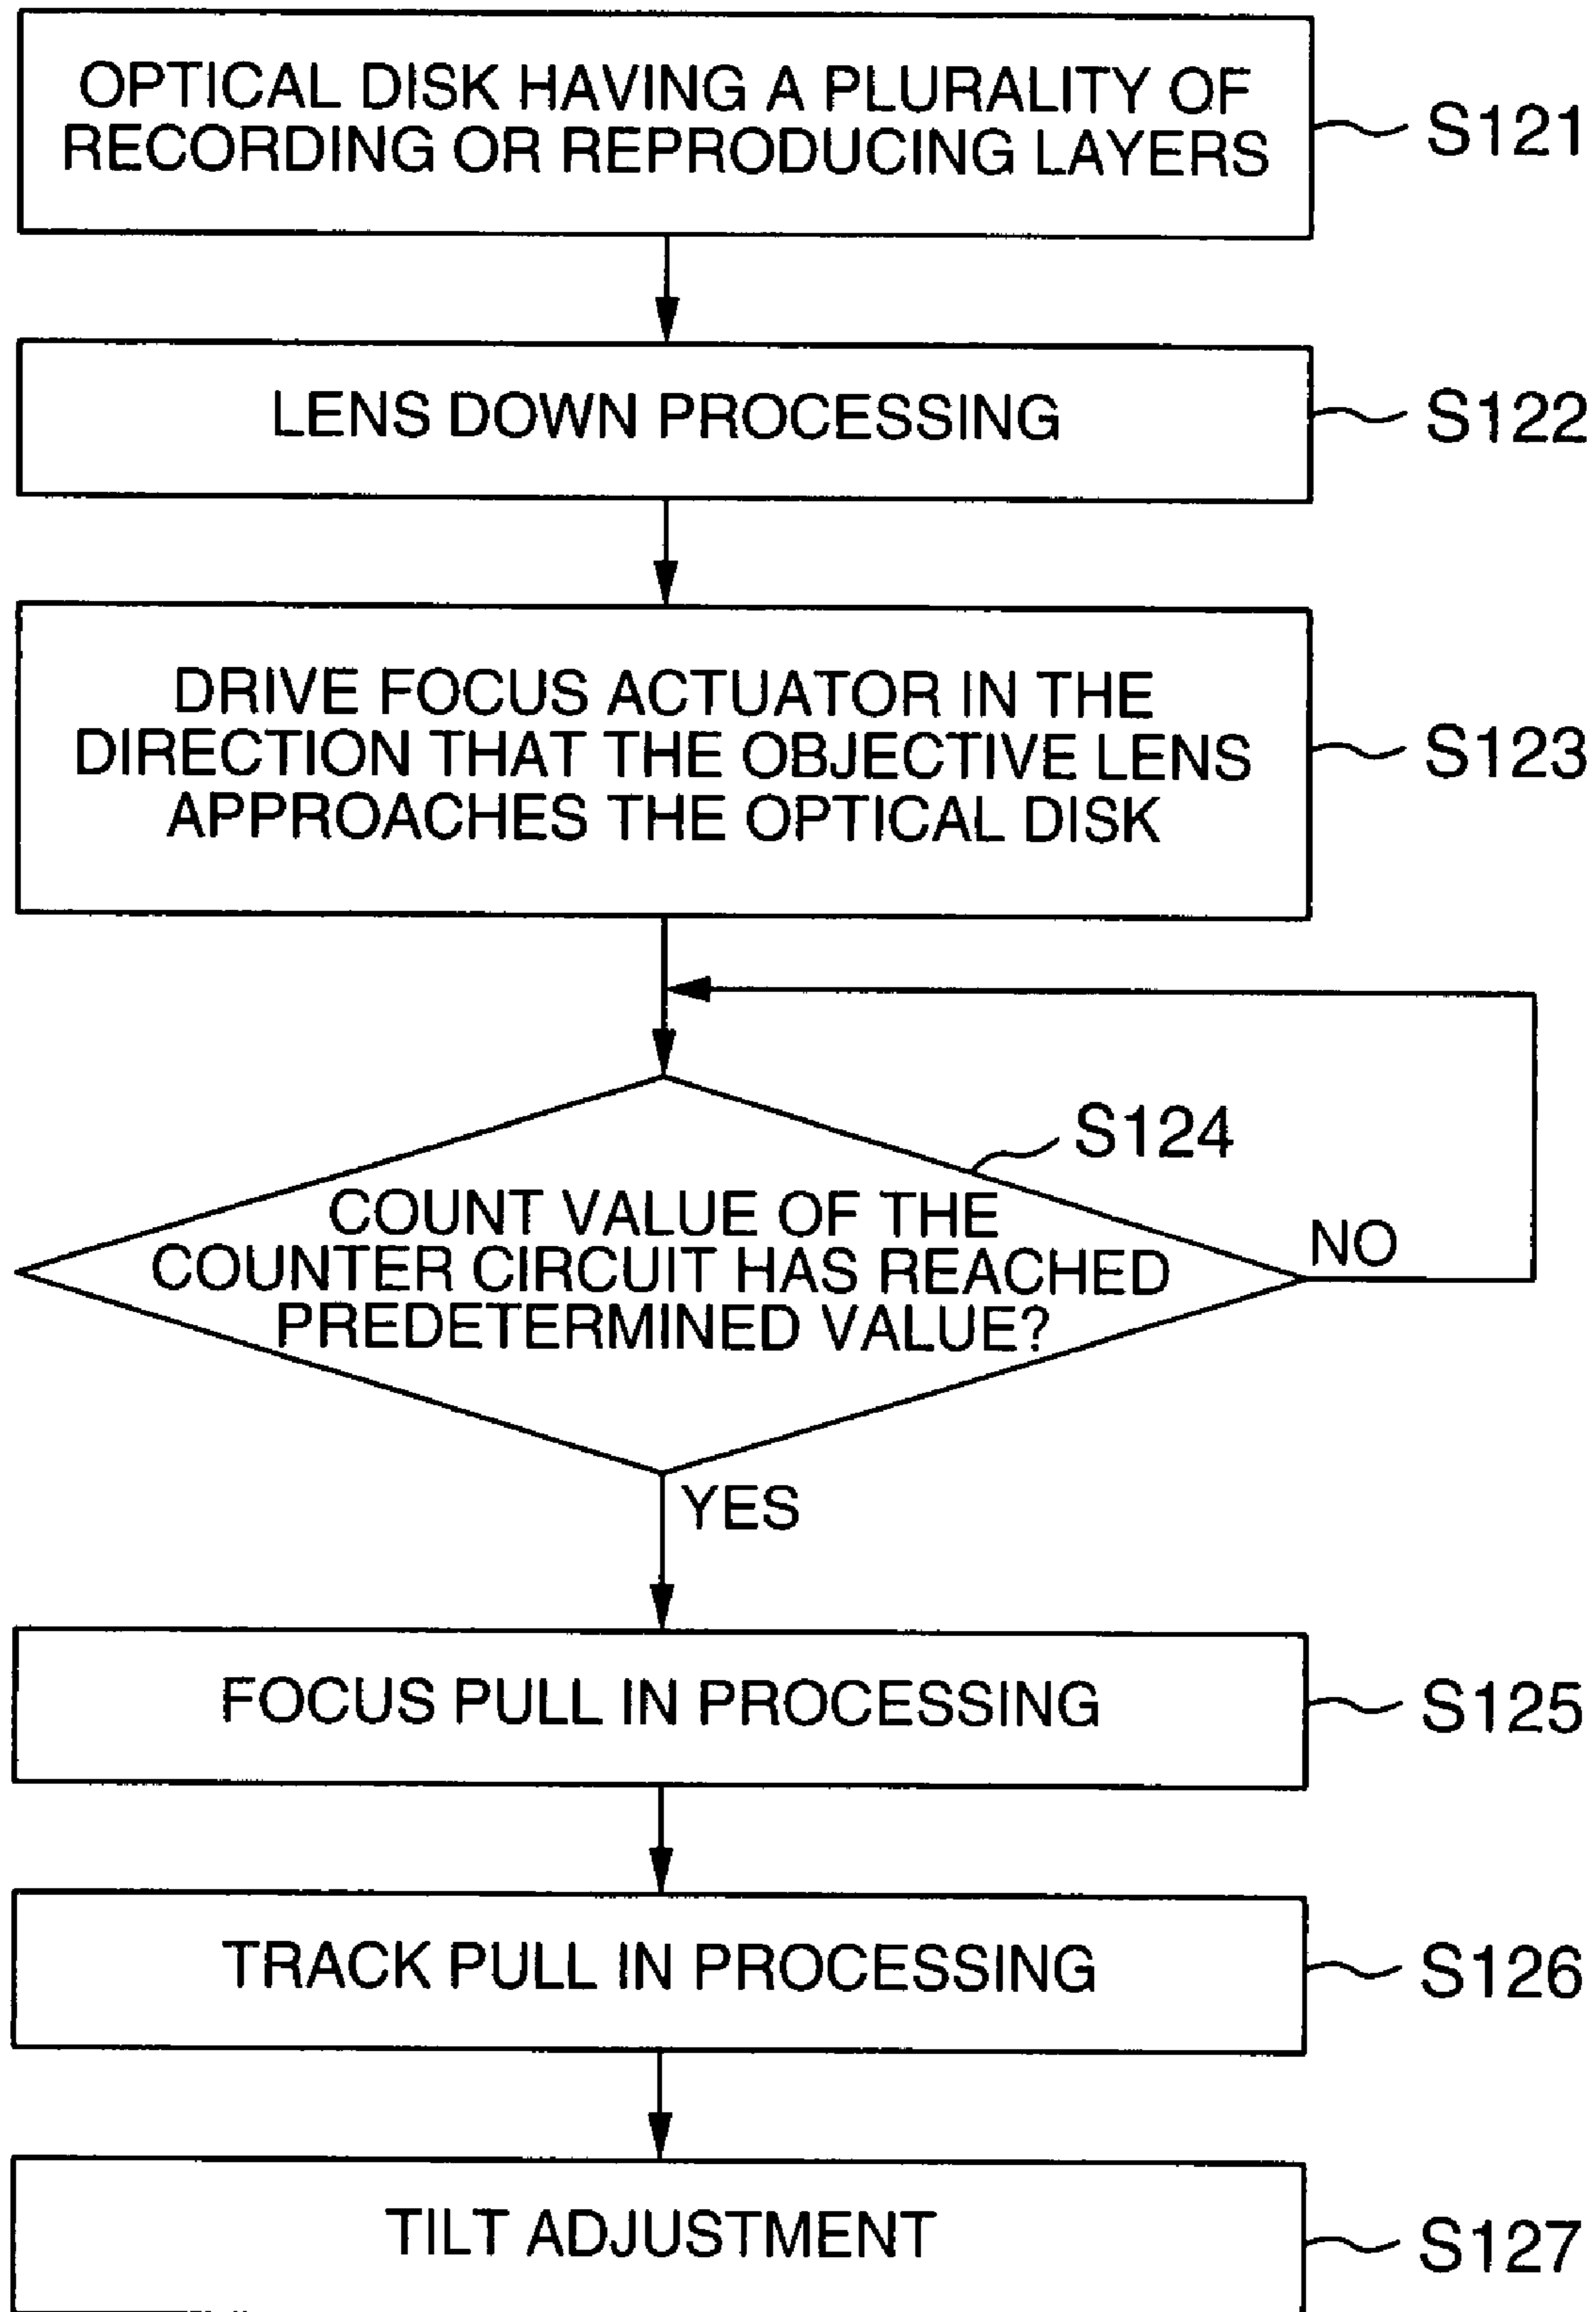 OPTICAL DISK HAVING A PLURALITY OF
RECORDING OR REPRODUCING LAYERS
S121
LENS DOWN PROCESSING
S122
DRIVE FOCUS ACTUATOR IN THE
DIRECTION THAT THE OBJECTIVE LENS
APPROACHES THE OPTICAL DISK
S123
S124
COUNT VALUE OF THE
COUNTER CIRCUIT HAS REACHED
PREDETERMINED VALUE?
NO
YES
FOCUS PULL IN PROCESSING
S125
TRACK PULL IN PROCESSING
S126
TILT ADJUSTMENT
S127